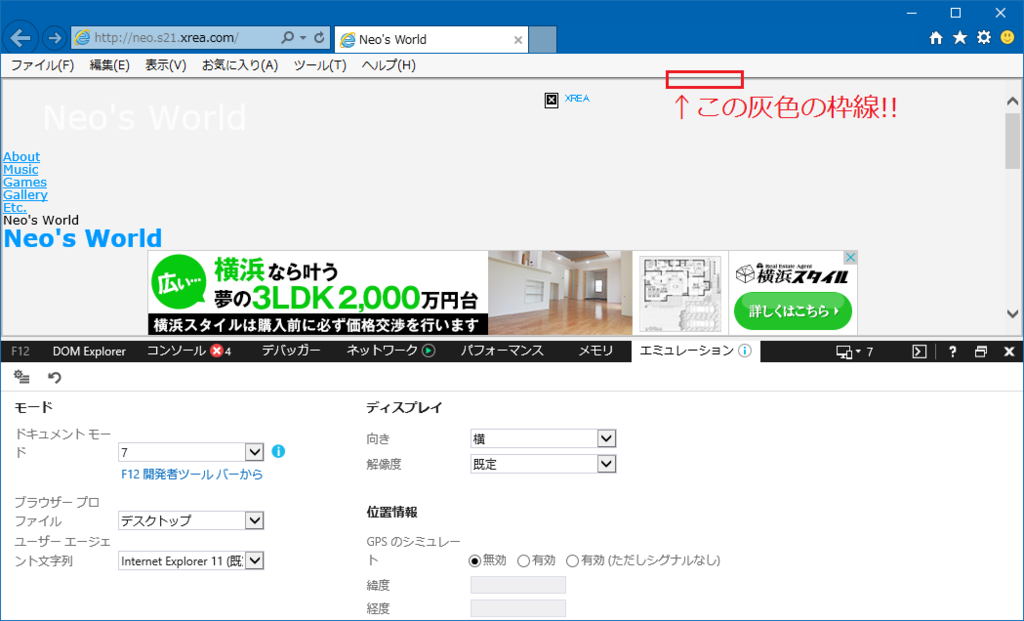 http://neo.s21.xrea.com/
Neo's World
ファイル(F) 編集(E) 表示(V) お気に入り(A) ツール(T) ヘルプ(H)
Neo's World
XREA
↑この灰色の枠線!!
About
Music
Games
Gallery
Etc.
Neo's World
Neo's World
広い…
横浜なら叶う
夢の3LDK2,000万円台
横浜スタイルは購入前に必ず価格交渉を行います
Real Estate Agent
横浜スタイル
詳しくはこちら
F12 DOM Explorer コンソール 4 デバッガー ネットワーク パフォーマンス メモリ エミュレーション 7 ?
モード
ドキュメント モー
ド
7
F12 開発者ツール バーから
ブラウザー プロ
ファイル
デスクトップ
ユーザー エージェ
ント文字列
Internet Explorer 11 (既
ディスプレイ
向き 横
解像度 既定
位置情報
GPS のシミュレー
ト
無効 有効 有効 (ただしシグナルなし)
緯度
経度